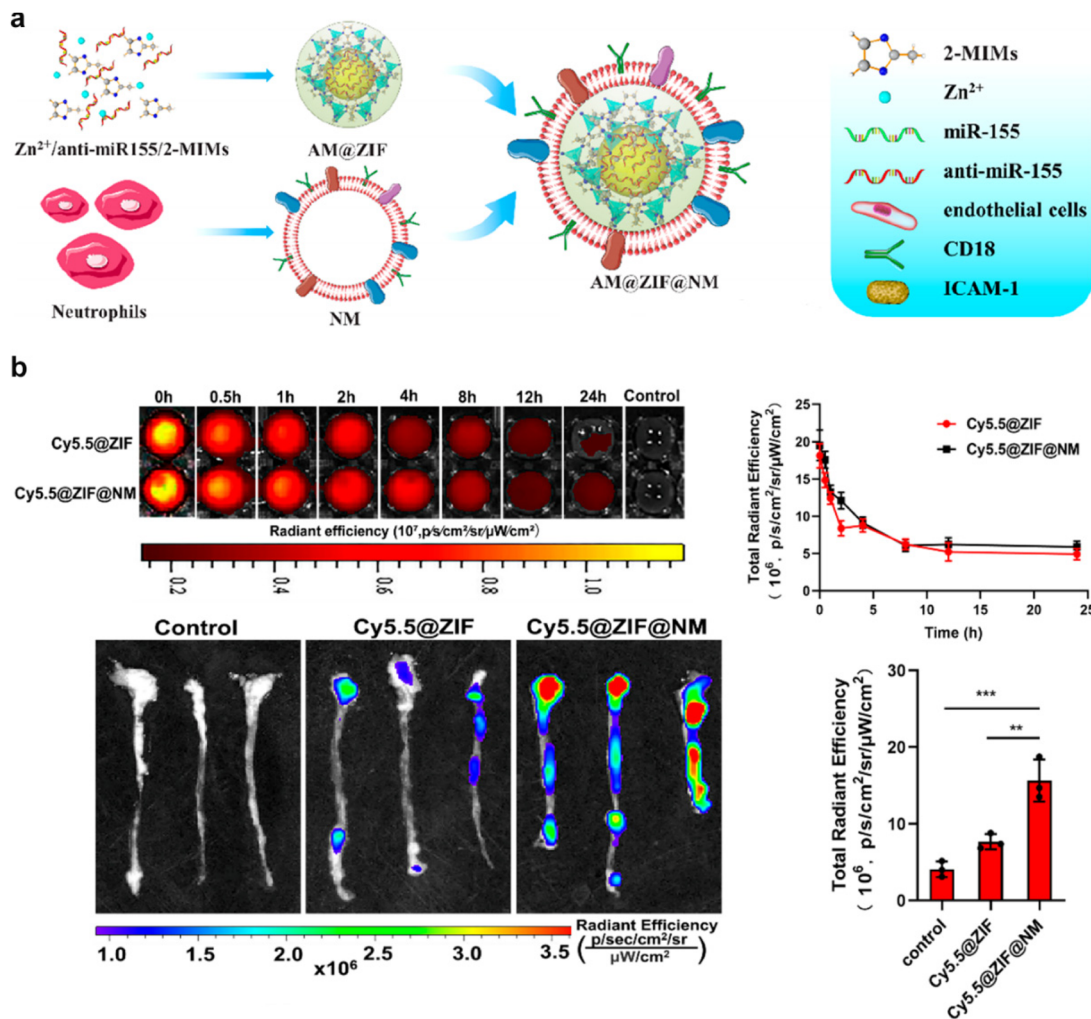 a
Zn²⁺/anti-miR155/2-MIMs
AM@ZIF
Neutrophils
NM
AM@ZIF@NM
2-MIMs
Zn²⁺
miR-155
anti-miR-155
endothelial cells
CD18
ICAM-1
b
0h 0.5h 1h 2h 4h 8h 12h 24h Control
Cy5.5@ZIF
Cy5.5@ZIF@NM
Radiant efficiency (10⁷,p/s/cm²/sr/µW/cm²)
0.2 0.4 0.6 0.8 1.0
Total Radiant Efficiency
( 10⁶. p/s/cm²/sr/µW/cm²)
25
20
15
10
5
0
0 5 10 15 20 25
Time (h)
Cy5.5@ZIF
Cy5.5@ZIF@NM
Control Cy5.5@ZIF Cy5.5@ZIF@NM
1.0 1.5 2.0 2.5 3.0 3.5
x10⁶
Radiant Efficiency
(p/sec/cm²/sr
µW/cm²)
Total Radiant Efficiency
( 10⁶. p/s/cm²/sr/µW/cm²)
30
20
10
0
***
**
control
Cy5.5@ZIF
Cy5.5@ZIF@NM